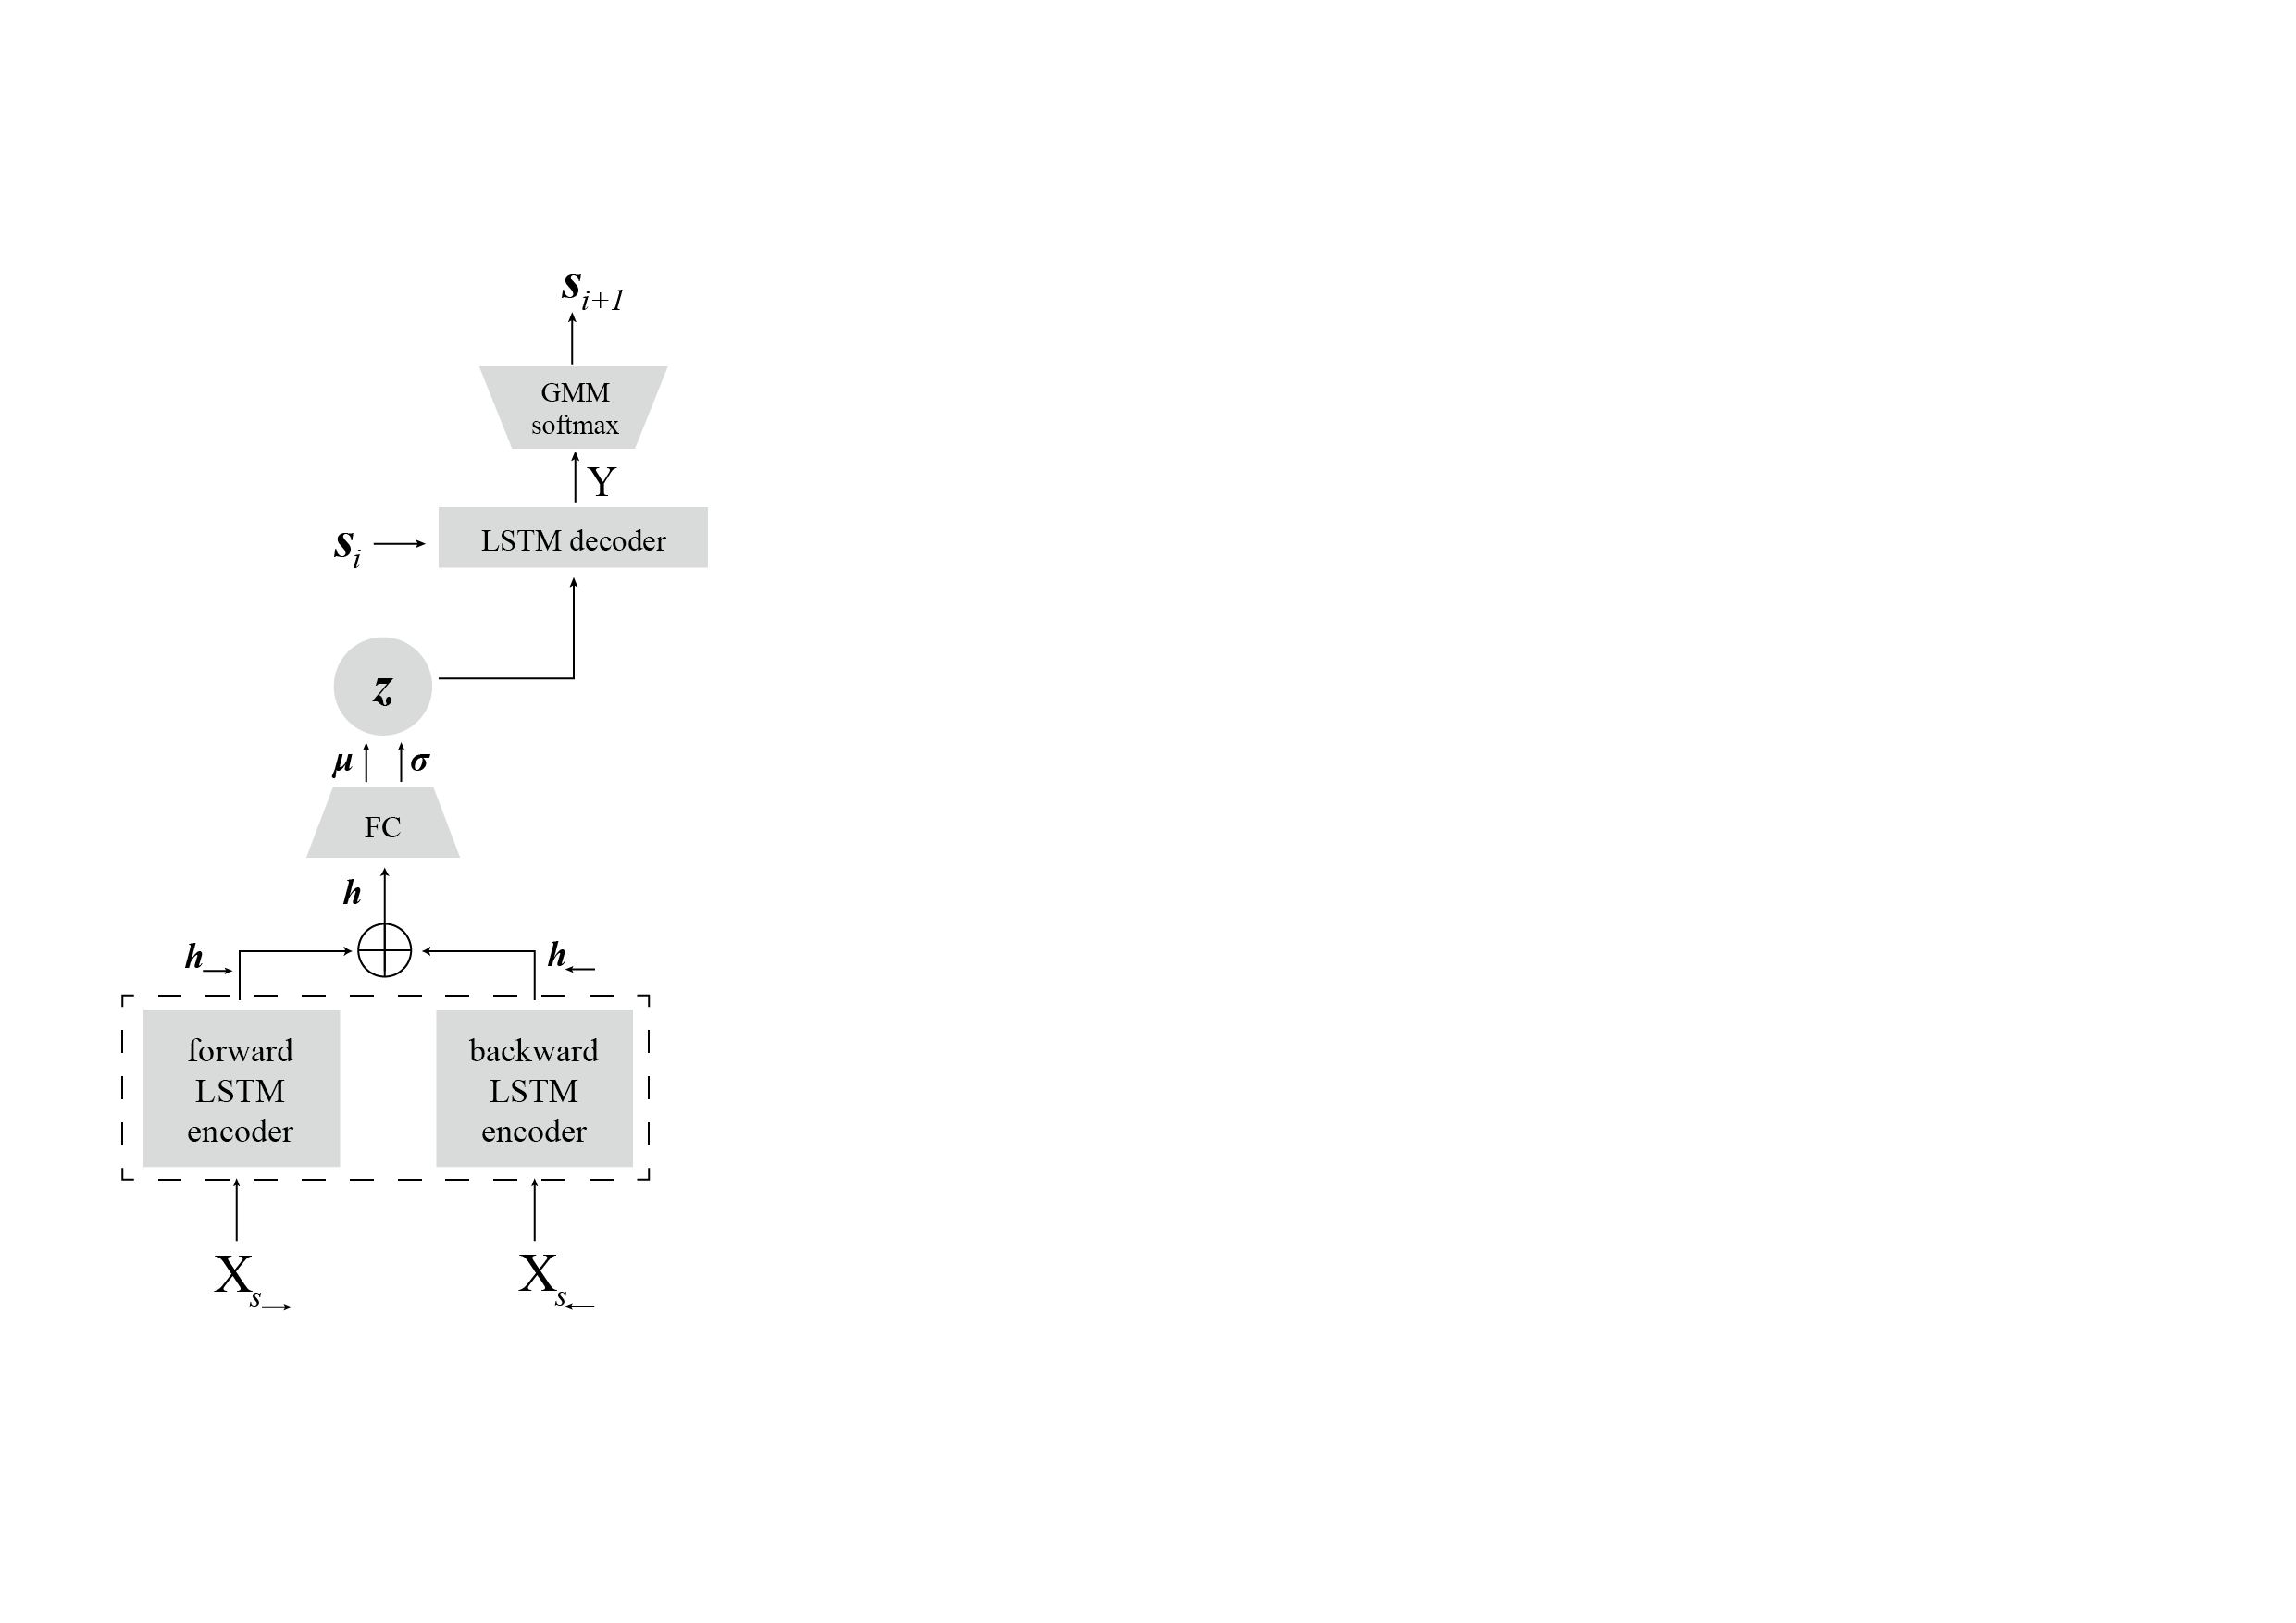 s i+1
GMM
softmax
Y
s i
LSTM decoder
z
μ σ
FC
h
h→ h←
forward
LSTM
encoder
backward
LSTM
encoder
X s→ X s←